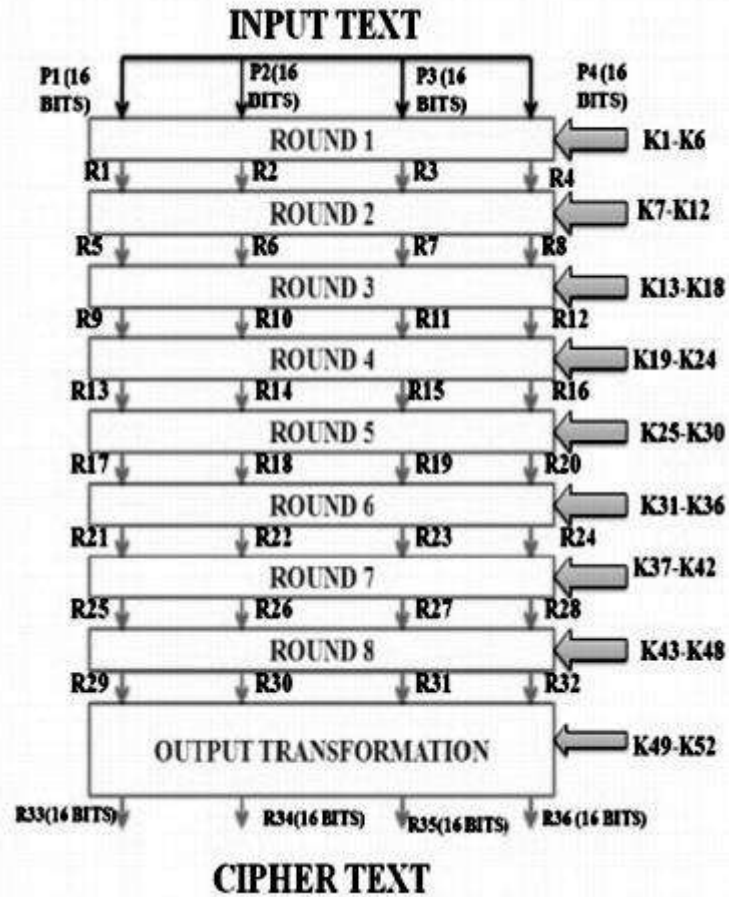 INPUT TEXT
P1 (16
BITS)
P2(16
BITS)
P3 (16
BITS)
P4 (16
BITS)
ROUND 1
K1-K6
R1
R2
R3
R4
ROUND 2
K7-K12
R5
R6
R7
R8
ROUND 3
K13-K18
R9
R10
R11
R12
ROUND 4
K19-K24
R13
R14
R15
R16
ROUND 5
K25-K30
R17
R18
R19
R20
ROUND 6
K31-K36
R21
R22
R23
R24
ROUND 7
K37-K42
R25
R26
R27
R28
ROUND 8
K43-K48
R29
R30
R31
R32
OUTPUT TRANSFORMATION
K49-K52
R33(16 BITS)
R34(16 BITS)
R35(16 BITS)
R36 (16 BITS)
CIPHER TEXT